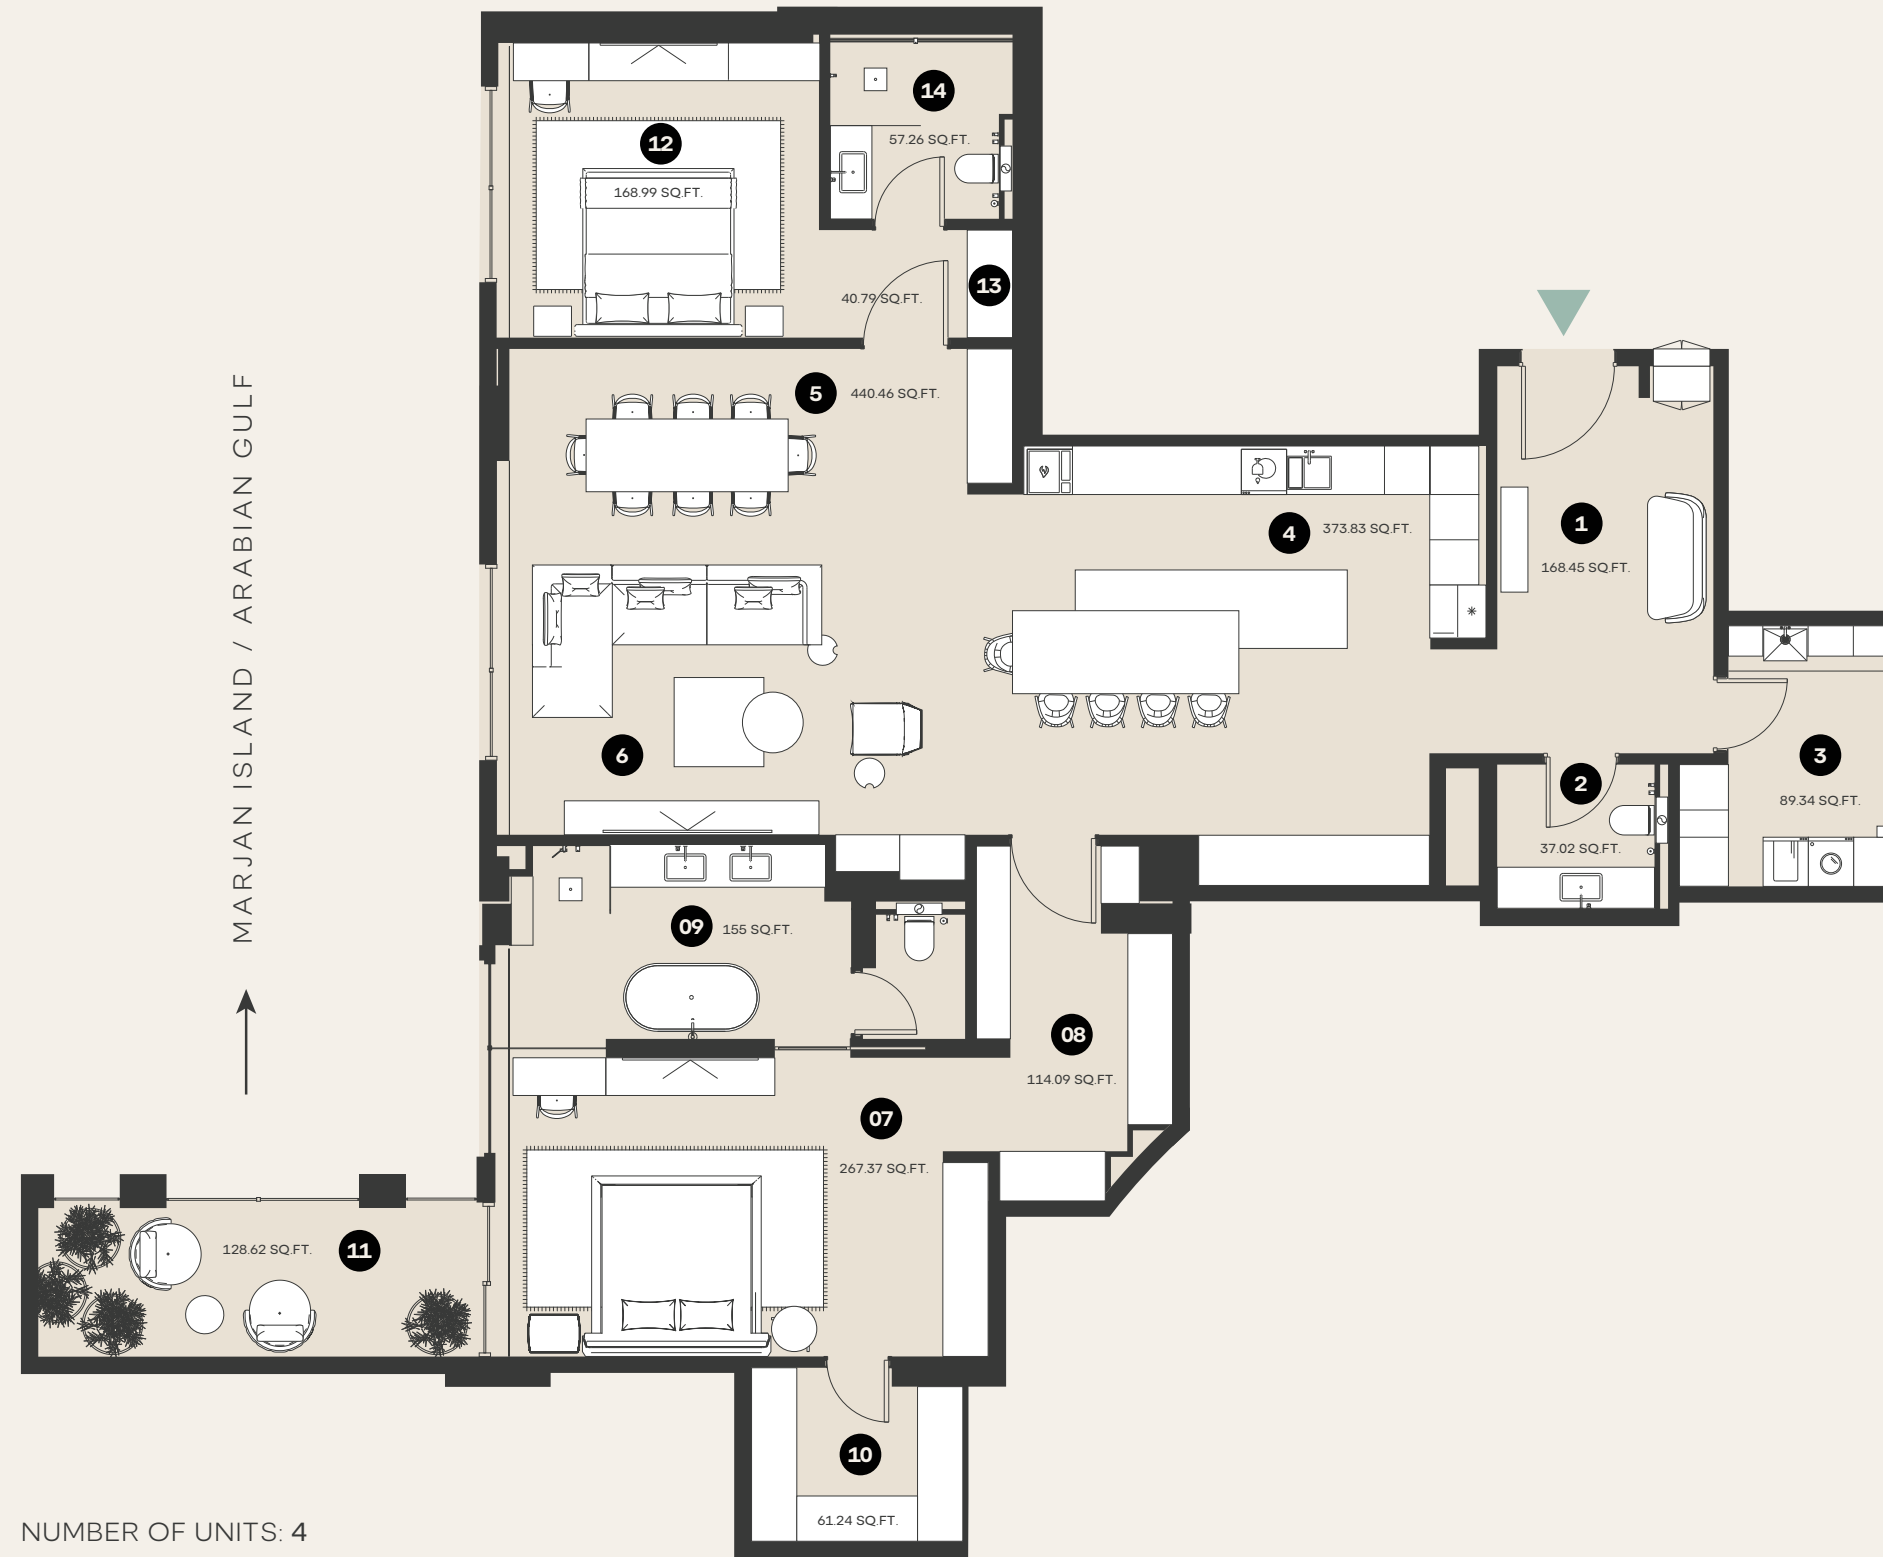 14
57.26 SQ.FT.
12
168.99 SQ.FT.
13
40.79 SQ.FT.
5
440.46 SQ.FT.
4
373.83 SQ.FT.
1
168.45 SQ.FT.
MARJAN ISLAND / ARABIAN GULF
6
3
89.34 SQ.FT.
2
37.02 SQ.FT.
09
155 SQ.FT.
08
114.09 SQ.FT.
07
267.37 SQ.FT.
128.62 SQ.FT.
11
10
61.24 SQ.FT.
NUMBER OF UNITS: 4